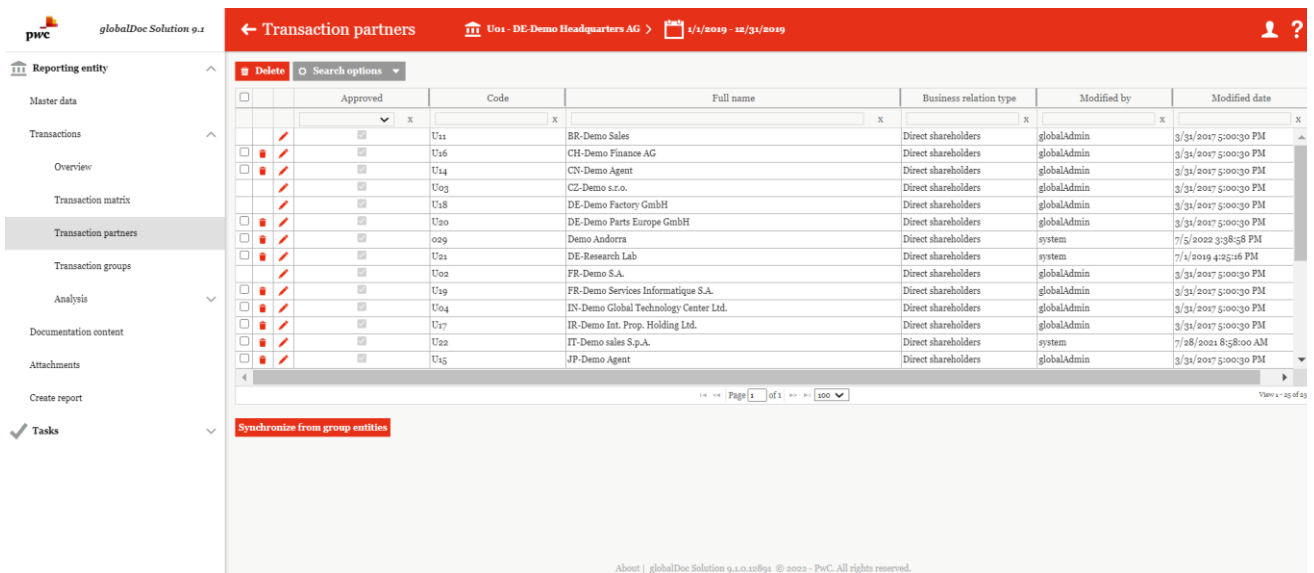 pwc
globalDoc Solution 9.1
Transaction partners
U01 - DE-Demo Headquarters AG
1/1/2019 - 12/31/2019
?
Reporting entity
Master data
Transactions
Overview
Transaction matrix
Transaction partners
Transaction groups
Analysis
Documentation content
Attachments
Create report
Tasks
Delete Search options
Approved Code Full name Business relation type Modified by Modified date
x x x x x x
U11 BR-Demo Sales Direct shareholders globalAdmin 3/31/2017 5:00:30 PM
U16 CH-Demo Finance AG Direct shareholders globalAdmin 3/31/2017 5:00:30 PM
U14 CN-Demo Agent Direct shareholders globalAdmin 3/31/2017 5:00:30 PM
U03 CZ-Demo s.r.o. Direct shareholders globalAdmin 3/31/2017 5:00:30 PM
U18 DE-Demo Factory GmbH Direct shareholders globalAdmin 3/31/2017 5:00:30 PM
U20 DE-Demo Parts Europe GmbH Direct shareholders globalAdmin 3/31/2017 5:00:30 PM
029 Demo Andorra Direct shareholders system 7/5/2022 3:38:58 PM
U21 DE-Research Lab Direct shareholders system 7/1/2019 4:25:16 PM
U02 FR-Demo S.A. Direct shareholders globalAdmin 3/31/2017 5:00:30 PM
U19 FR-Demo Services Informatique S.A. Direct shareholders globalAdmin 3/31/2017 5:00:30 PM
U04 IN-Demo Global Technology Center Ltd. Direct shareholders globalAdmin 3/31/2017 5:00:30 PM
U17 IR-Demo Int. Prop. Holding Ltd. Direct shareholders globalAdmin 3/31/2017 5:00:30 PM
U22 IT-Demo sales S.p.A. Direct shareholders system 7/28/2021 8:58:00 AM
U15 JP-Demo Agent Direct shareholders globalAdmin 3/31/2017 5:00:30 PM
Page 1 of 1 100
View 1 - 25 of 25
Synchronize from group entities
About | globalDoc Solution 9.1.0.12891 © 2022 - PwC. All rights reserved.